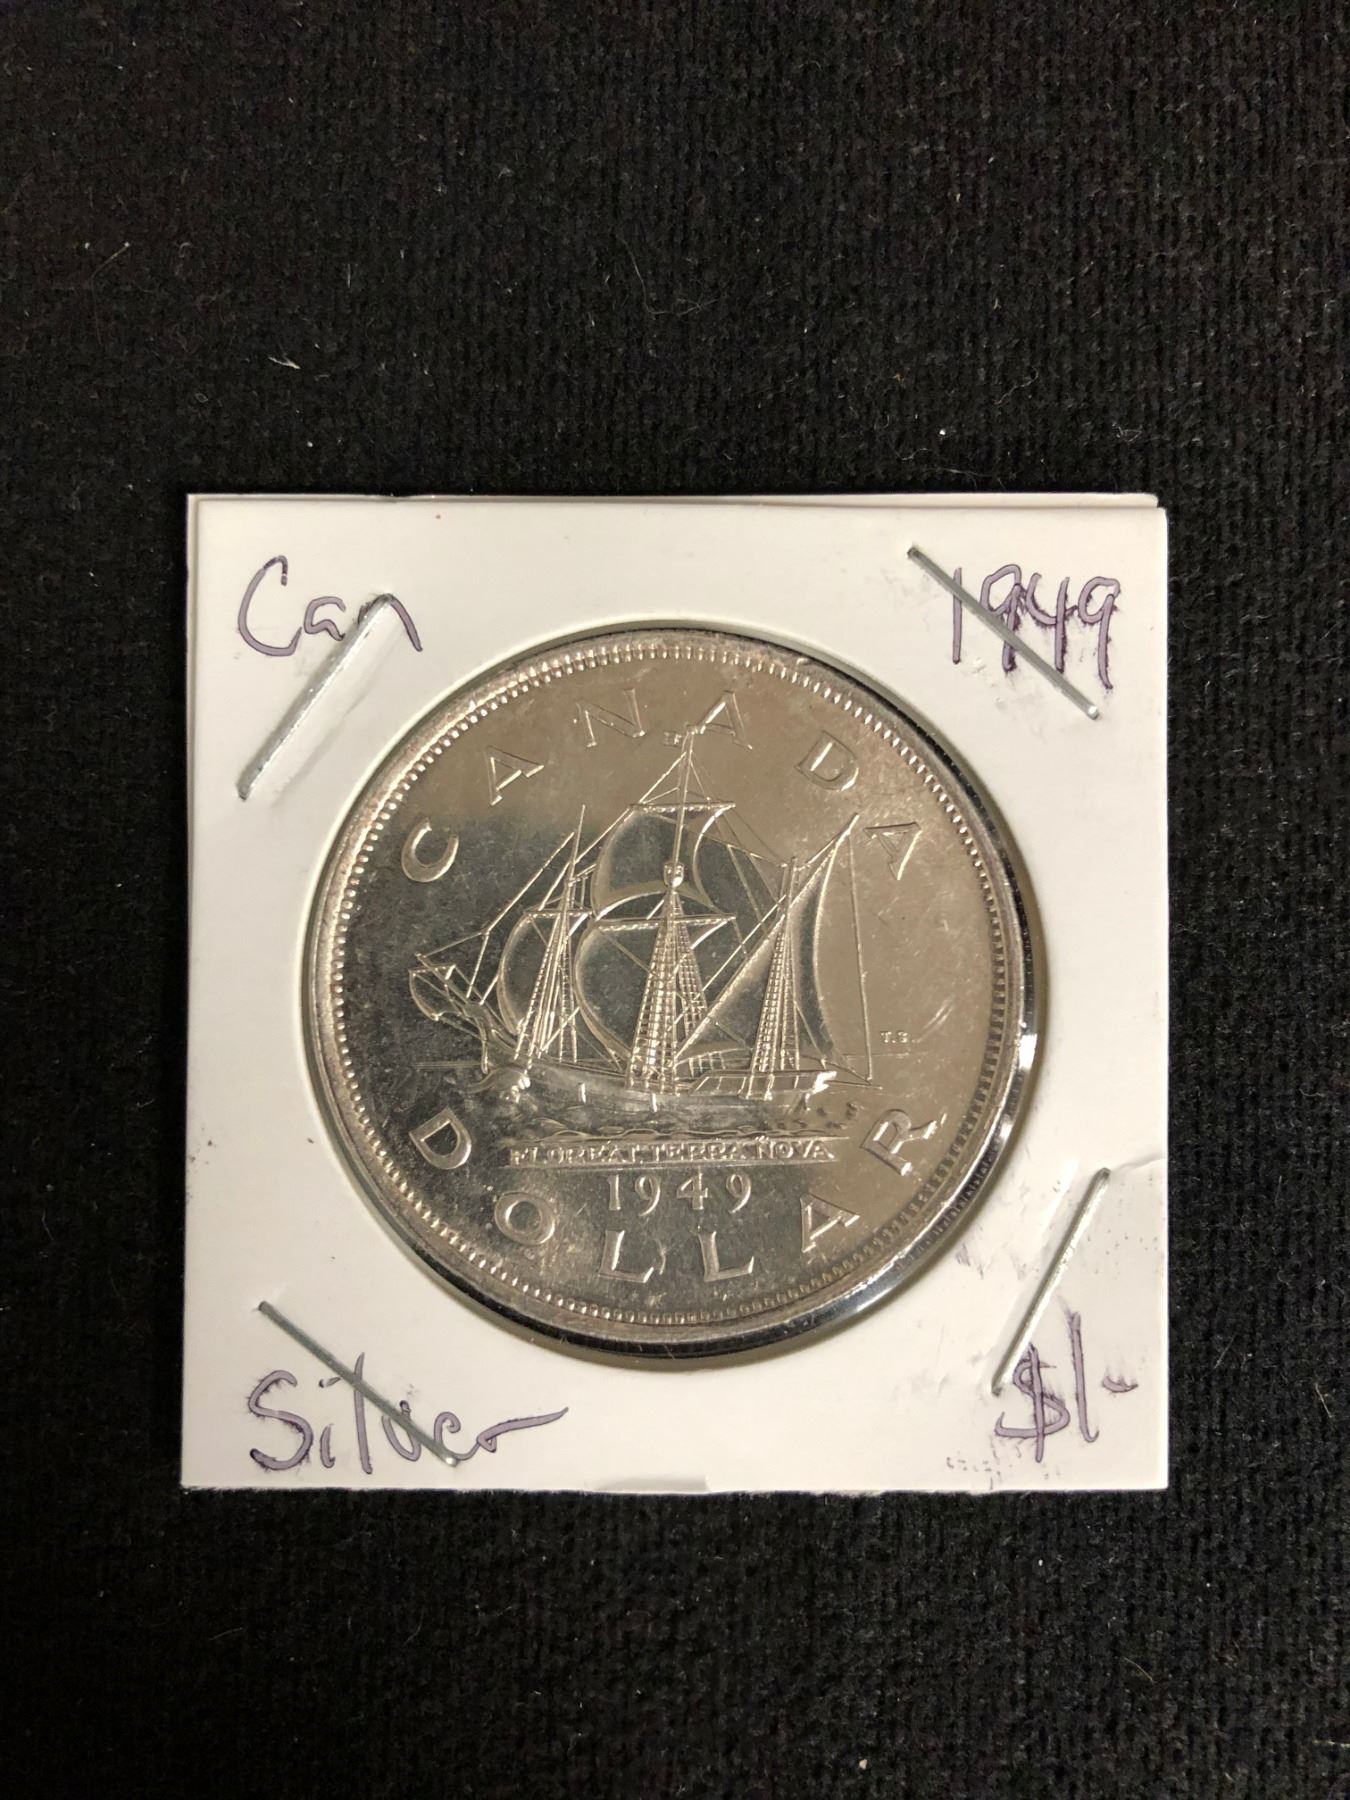 Can
1949
CANADA
T.S.
FLOREAT TERRA NOVA
1949
DOLLAR
Silver
$1-